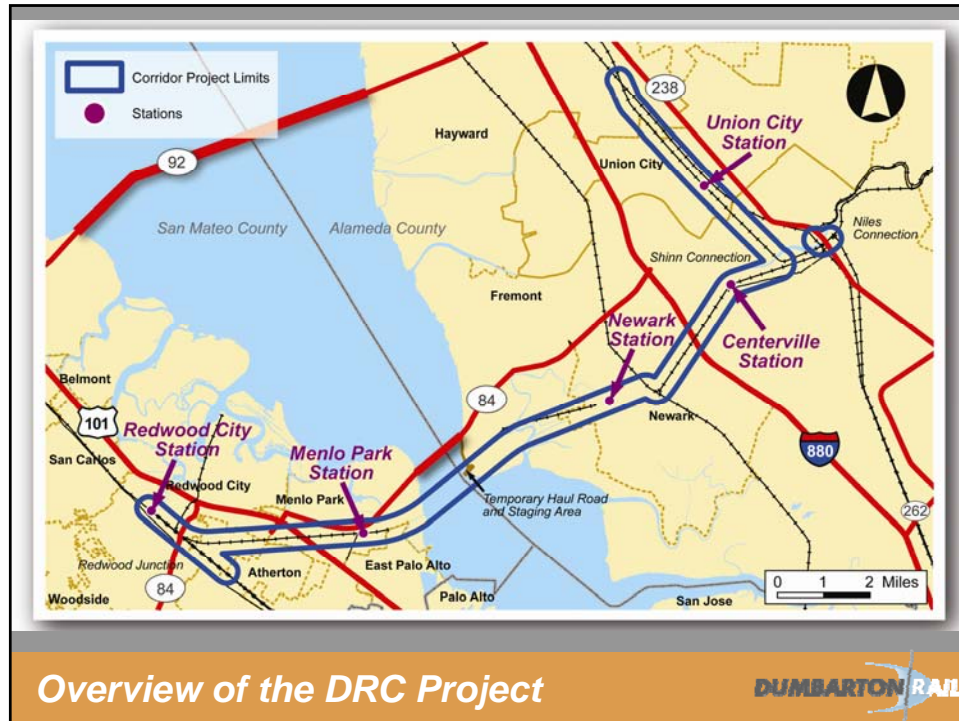 Corridor Project Limits
Stations
238
Union City
Station
Hayward
Union City
92
San Mateo County
Alameda County
Niles
Connection
Shinn Connection
Fremont
Newark
Station
Centerville
Station
Belmont
84
101
Newark
Redwood City
Station
Menlo Park
Station
880
San Carlos
Redwood City
Menlo Park
Temporary Haul Road
and Staging Area
262
Redwood Junction
Atherton
East Palo Alto
84
Woodside
Palo Alto
San Jose
0 1 2 Miles
Overview of the DRC Project
DUMBARTON RAIL